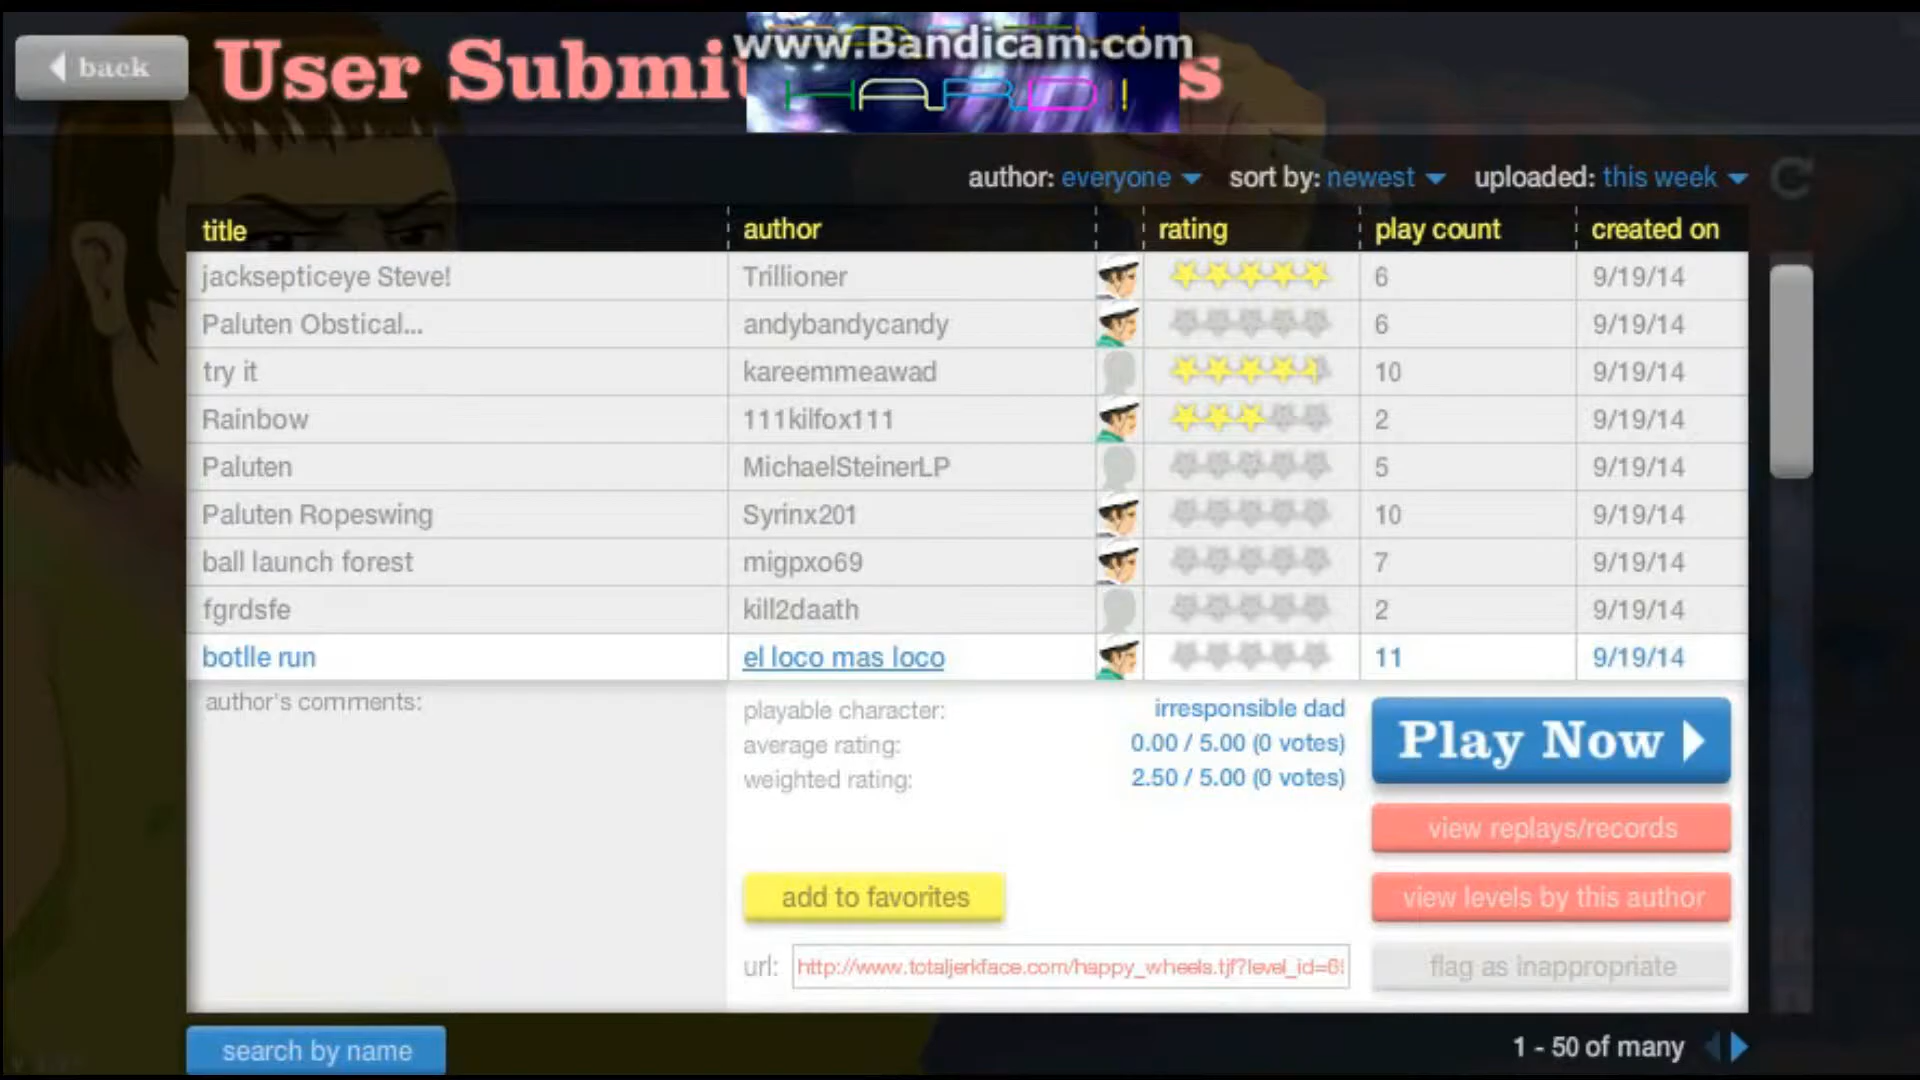 www.Bandicam.com
back
User Submit s
HARD!
author: everyone sort by: newest uploaded: this week
title author rating play count created on
jacksepticeye Steve! Trillioner 6 9/19/14
Paluten Obstical... andybandycandy 6 9/19/14
try it kareemmeawad 10 9/19/14
Rainbow 111kilfox111 2 9/19/14
Paluten MichaelSteinerLP 5 9/19/14
Paluten Ropeswing Syrinx201 10 9/19/14
ball launch forest migpxo69 7 9/19/14
fgrdsfe kill2daath 2 9/19/14
botlle run el loco mas loco 11 9/19/14
author's comments:
playable character: irresponsible dad
average rating: 0.00 / 5.00 (0 votes)
weighted rating: 2.50 / 5.00 (0 votes)
Play Now
view replays/records
add to favorites
view levels by this author
url: http://www.totaljerkface.com/happy_wheels.tjf?level_id=6
flag as inappropriate
search by name
1 - 50 of many